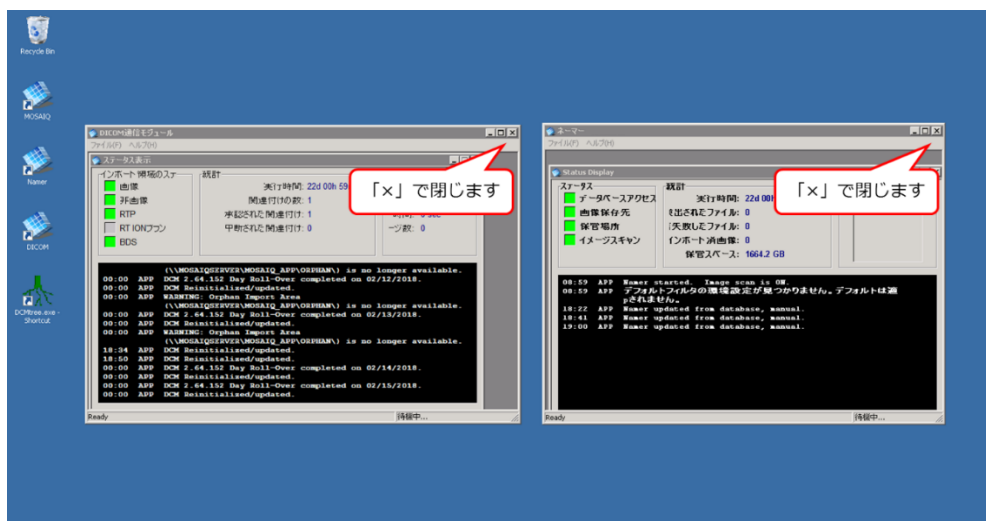 Recycle Bin
MOSAIQ
Namer
DICOM
DCMtree.exe -
Shortcut
DICOM通信モジュール
ファイル(F) ヘルプ(H)
ステータス表示
インポート領域のステー
画像
非画像
RTP
RT IONプラン
BDS
統計
実行時間: 22d 00h 59
関連付けの数: 1
承認された関連付け: 1
甲断された関連付け: 0
0 sec
ージ数: 0
「×」で閉じます
(\\MOSAIQSERVER\MOSAIQ_APP\ORPHAN\) is no longer available.
00:00 APP DCM 2.64.152 Day Roll-Over completed on 02/12/2018.
00:00 APP DCM Reinitialized/updated.
00:00 APP WARNING: Orphan Import Area
(\\MOSAIQSERVER\MOSAIQ_APP\ORPHAN\) is no longer available.
00:00 APP DCM 2.64.152 Day Roll-Over completed on 02/13/2018.
00:00 APP DCM Reinitialized/updated.
00:00 APP WARNING: Orphan Import Area
(\\MOSAIQSERVER\MOSAIQ_APP\ORPHAN\) is no longer available.
18:34 APP DCM Reinitialized/updated.
18:50 APP DCM Reinitialized/updated.
00:00 APP DCM 2.64.152 Day Roll-Over completed on 02/14/2018.
00:00 APP DCM Reinitialized/updated.
00:00 APP DCM 2.64.152 Day Roll-Over completed on 02/15/2018.
00:00 APP DCM Reinitialized/updated.
Ready
待機中...
ネーマー
ファイル(F) ヘルプ(H)
Status Display
ステータス
データベースアクセス
画像保存先
保管場所
イメージスキャン
統計
実行時間: 22d 00h
出されたファイル: 0
失敗したファイル: 0
インポート済画像: 0
保管スペース: 1664.2 GB
「×」で閉じます
08:59 APP Namer started. Image scan is ON.
08:59 APP デフォルトフィルタの環境設定が見つかりません。デフォルトは適
pされません。
18:22 APP Namer updated from database, manual.
18:41 APP Namer updated from database, manual.
19:00 APP Namer updated from database, manual.
Ready
待機中...